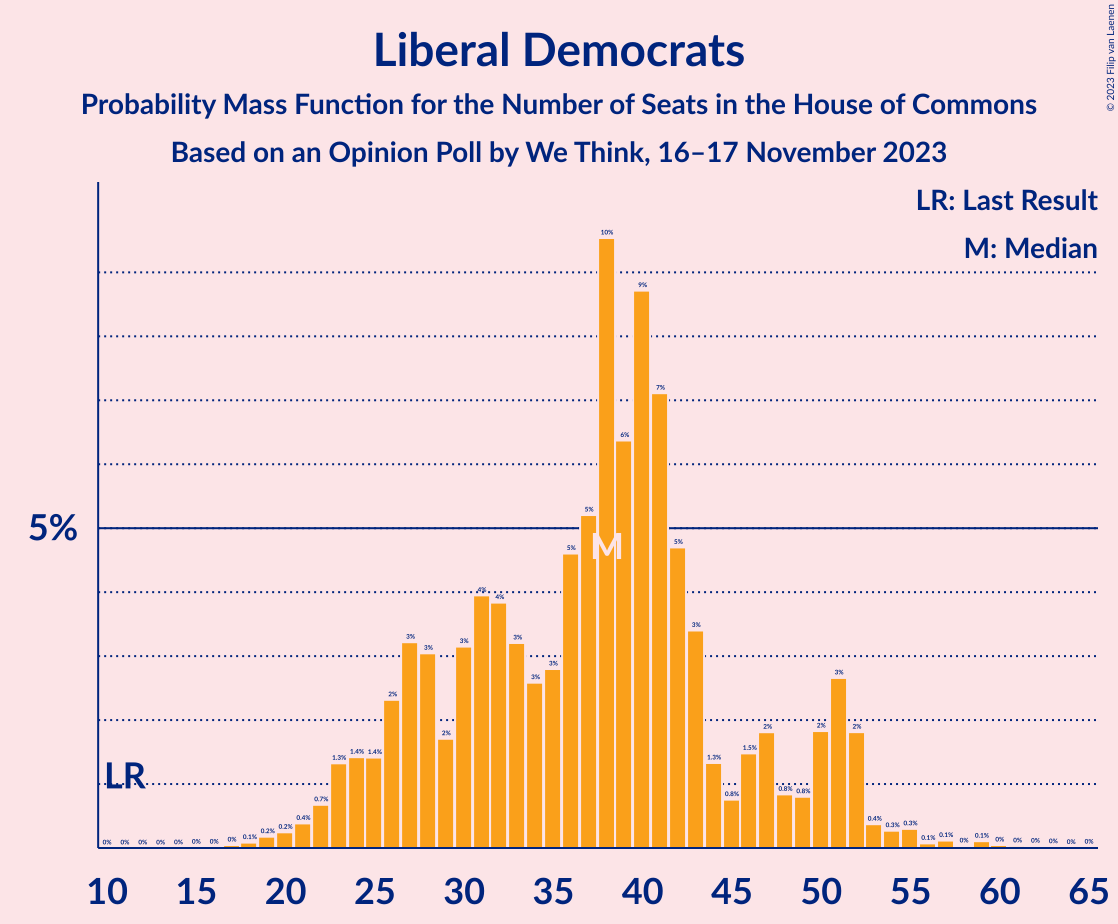 Liberal Democrats
Probability Mass Function for the Number of Seats in the House of Commons
Based on an Opinion Poll by We Think, 16–17 November 2023
© 2023 Filip van Laenen
LR: Last Result
M: Median
5%
LR
M
0% 0% 0% 0% 0% 0% 0% 0% 0.1% 0.2% 0.2% 0.4% 0.7% 1.3% 1.4% 1.4% 2% 3% 3% 2% 3% 4% 4% 3% 3% 3% 5% 5% 10% 6% 9% 7% 5% 3% 1.3% 0.8% 1.5% 2% 0.8% 0.8% 2% 3% 2% 0.4% 0.3% 0.3% 0.1% 0.1% 0% 0.1% 0% 0% 0% 0% 0% 0%
10 15 20 25 30 35 40 45 50 55 60 65